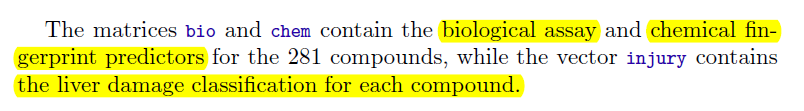 The matrices bio and chem contain the biological assay and chemical fin-
gerprint predictors for the 281 compounds, while the vector injury contains
the liver damage classification for each compound.